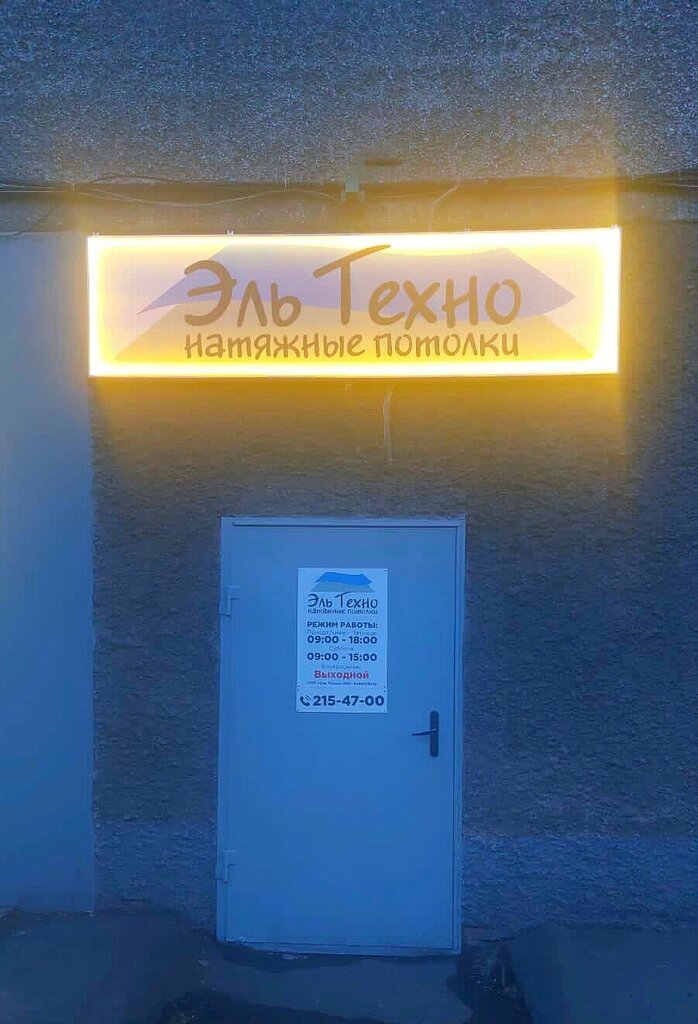 Эль Техно
натяжные потолки
Эль Техно
натяжные потолки
РЕЖИМ РАБОТЫ:
Понедельник - Пятница
09:00 - 18:00
Суббота
09:00 - 15:00
Воскресенье
Выходной
215-47-00